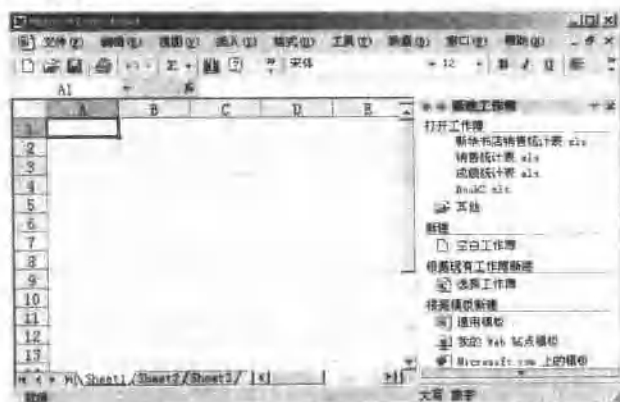 文件(F) 编辑(E) 视图(V) 插入(I) 格式(O) 工具(T) 数据(D) 窗口(W) 帮助(H)
宋体 12 B I U
A1
A B C D E
新建工作簿
打开工作簿
新华书店销售统计表.xls
销售统计表.xls
成绩统计表.xls
Book2.xls
其他
新建
空白工作簿
根据现有工作簿新建
选择工作簿
根据模板新建
通用模板
我的 Web 站点模板
Microsoft.com 上的模板
1
2
3
4
5
6
7
8
9
10
11
12
13
Sheet1 Sheet2 Sheet3
就绪
大写 数字